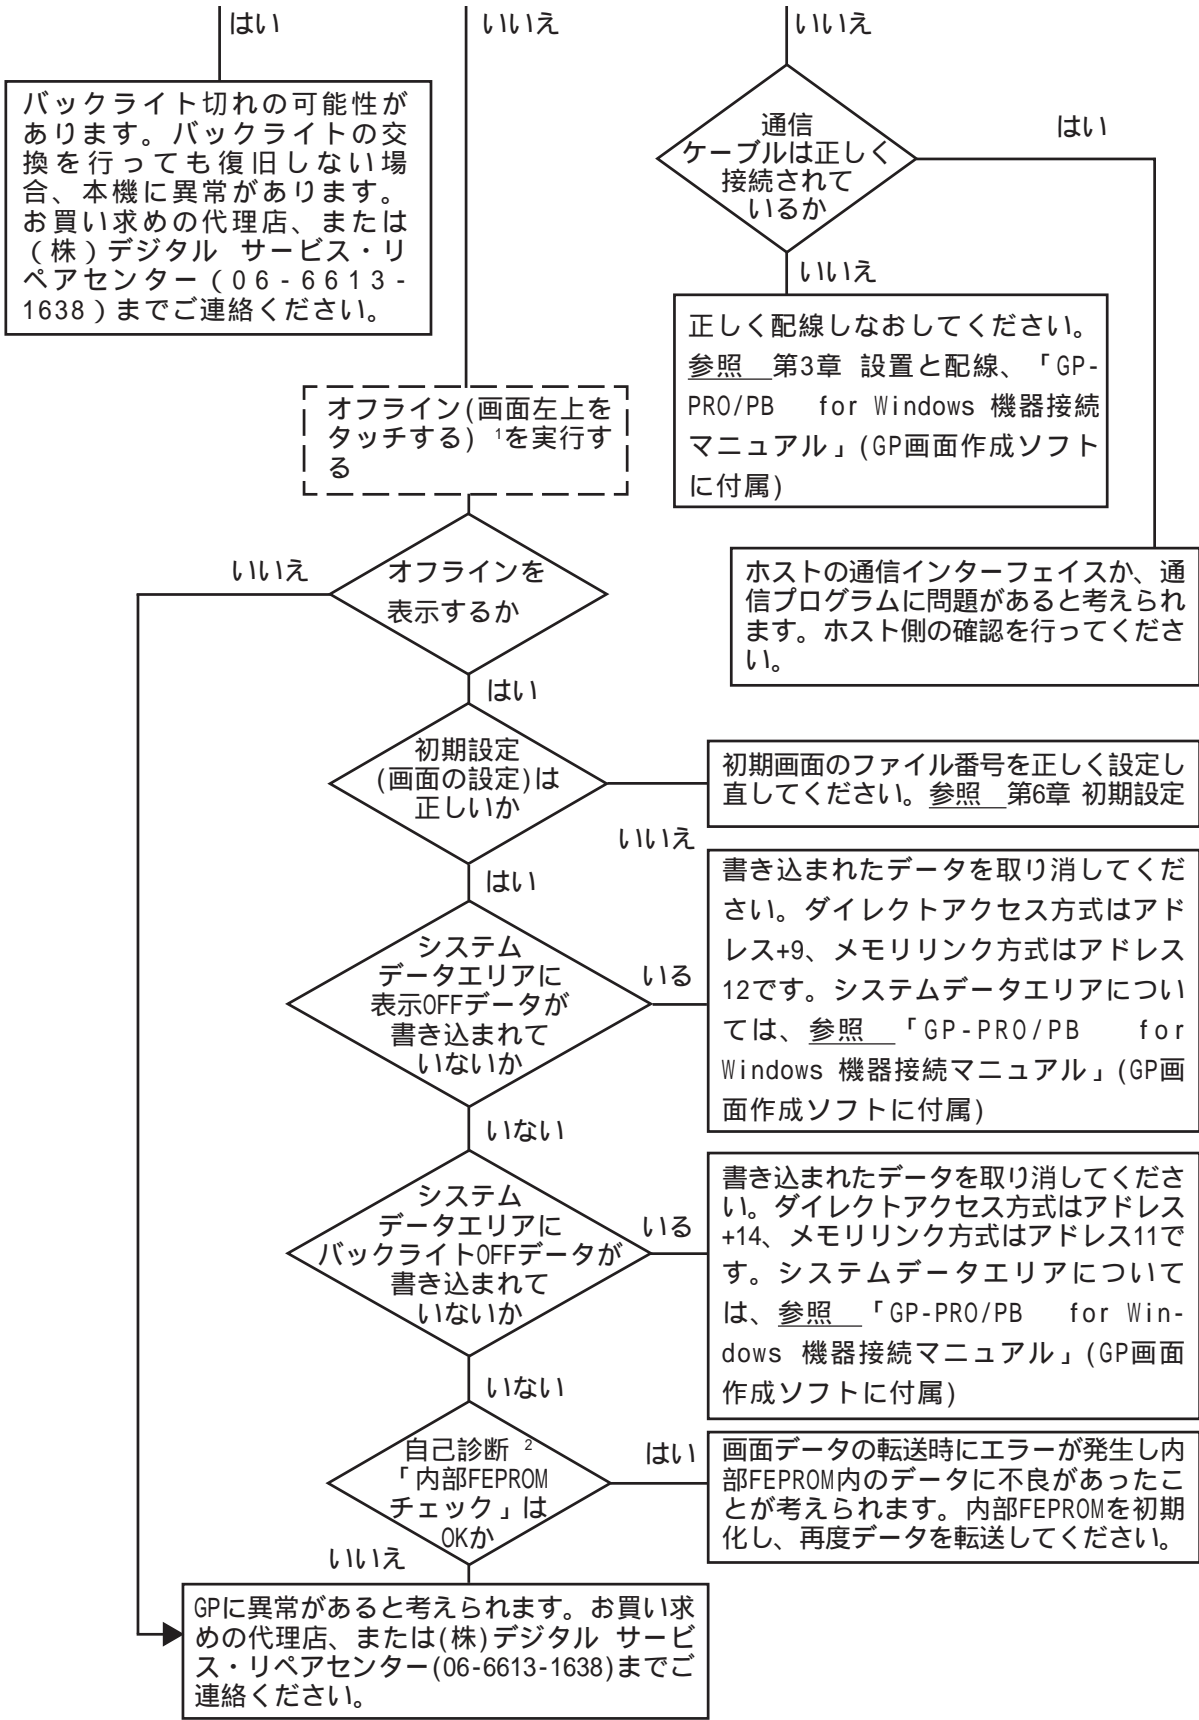 はい
いいえ
いいえ
バックライト切れの可能性が
あります。バックライトの交
換を行っても復旧しない場
合、本機に異常があります。
お買い求めの代理店、または
(株)デジタル サービス・リ
ペアセンター(06-6613-
1638)までご連絡ください。
通信
ケーブルは正しく
接続されて
いるか
はい
いいえ
正しく配線しなおしてください。
参照 第3章 設置と配線、「GP-
PRO/PB for Windows 機器接続
マニュアル」(GP画面作成ソフト
に付属)
オフライン(画面左上を
タッチする) 1を実行す
る
ホストの通信インターフェイスか、通
信プログラムに問題があると考えられ
ます。ホスト側の確認を行ってくださ
い。
いいえ
オフラインを
表示するか
はい
初期設定
(画面の設定)は
正しいか
初期画面のファイル番号を正しく設定し
直してください。参照 第6章 初期設定
いいえ
はい
システム
データエリアに
表示OFFデータが
書き込まれて
いないか
いる
書き込まれたデータを取り消してくだ
さい。ダイレクトアクセス方式はアド
レス+9、メモリリンク方式はアドレス
12です。システムデータエリアについ
ては、参照 「GP-PRO/PB for
Windows 機器接続マニュアル」(GP画
面作成ソフトに付属)
いない
システム
データエリアに
バックライトOFFデータが
書き込まれて
いないか
いる
書き込まれたデータを取り消してくださ
い。ダイレクトアクセス方式はアドレス
+14、メモリリンク方式はアドレス11で
す。システムデータエリアについて
は、参照 「GP-PRO/PB for Win-
dows 機器接続マニュアル」(GP画面
作成ソフトに付属)
いない
自己診断 2
「内部FEPROM
チェック」は
OKか
はい
画面データの転送時にエラーが発生し内
部FEPROM内のデータに不良があったこ
とが考えられます。内部FEPROMを初期
化し、再度データを転送してください。
いいえ
GPに異常があると考えられます。お買い求
めの代理店、または(株)デジタル サービ
ス・リペアセンター(06-6613-1638)までご
連絡ください。